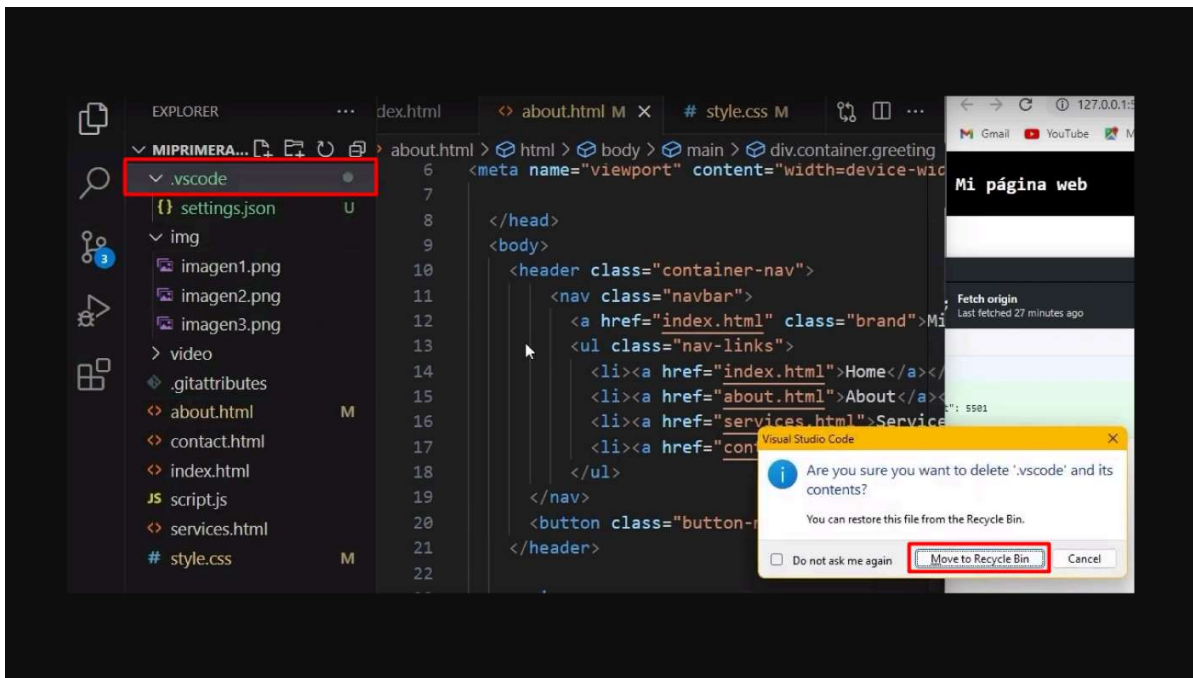 EXPLORER
MIPRIMERA...
.vscode
{} settings.json U
img
imagen1.png
imagen2.png
imagen3.png
video
.gitattributes
<> about.html M
<> contact.html
<> index.html
JS script.js
<> services.html
# style.css M
3
dex.html <> about.html M X # style.css M ...
about.html > html > body > main > div.container.greeting
6 <meta name="viewport" content="width=device-wid
7
8 </head>
9 <body>
10 <header class="container-nav">
11 <nav class="navbar">
12 <a href="index.html" class="brand">Mi
13 <ul class="nav-links">
14 <li><a href="index.html">Home</a></
15 <li><a href="about.html">About</a><
16 <li><a href="services.html">Service
17 <li><a href="con
18 </ul>
19 </nav>
20 <button class="button-
21 </header>
22
127.0.0.1:5
Gmail YouTube M
Mi página web
Fetch origin
Last fetched 27 minutes ago
": 5501
Visual Studio Code
Are you sure you want to delete '.vscode' and its
contents?
You can restore this file from the Recycle Bin.
Do not ask me again Move to Recycle Bin Cancel